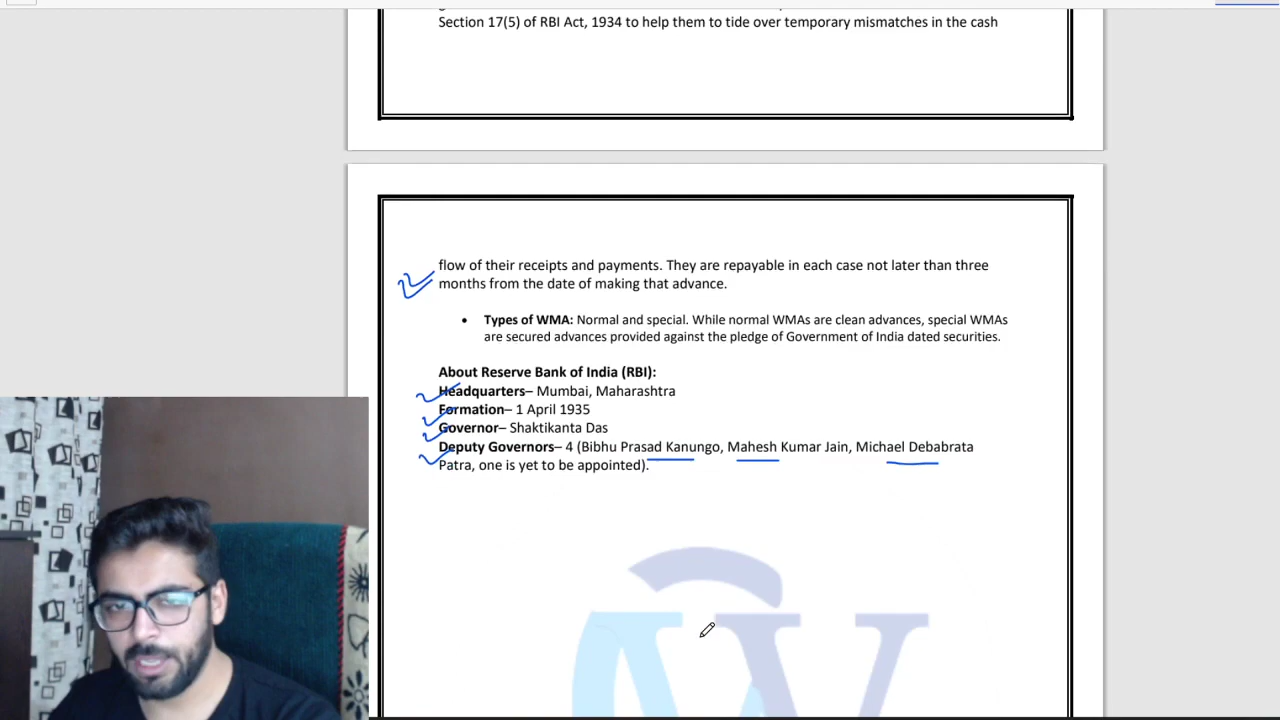 Section 17(5) of RBI Act, 1934 to help them to tide over temporary mismatches in the cash
flow of their receipts and payments. They are repayable in each case not later than three
months from the date of making that advance.
• Types of WMA: Normal and special. While normal WMAs are clean advances, special WMAs
are secured advances provided against the pledge of Government of India dated securities.
About Reserve Bank of India (RBI):
Headquarters– Mumbai, Maharashtra
Formation– 1 April 1935
Governor– Shaktikanta Das
Deputy Governors– 4 (Bibhu Prasad Kanungo, Mahesh Kumar Jain, Michael Debabrata
Patra, one is yet to be appointed).